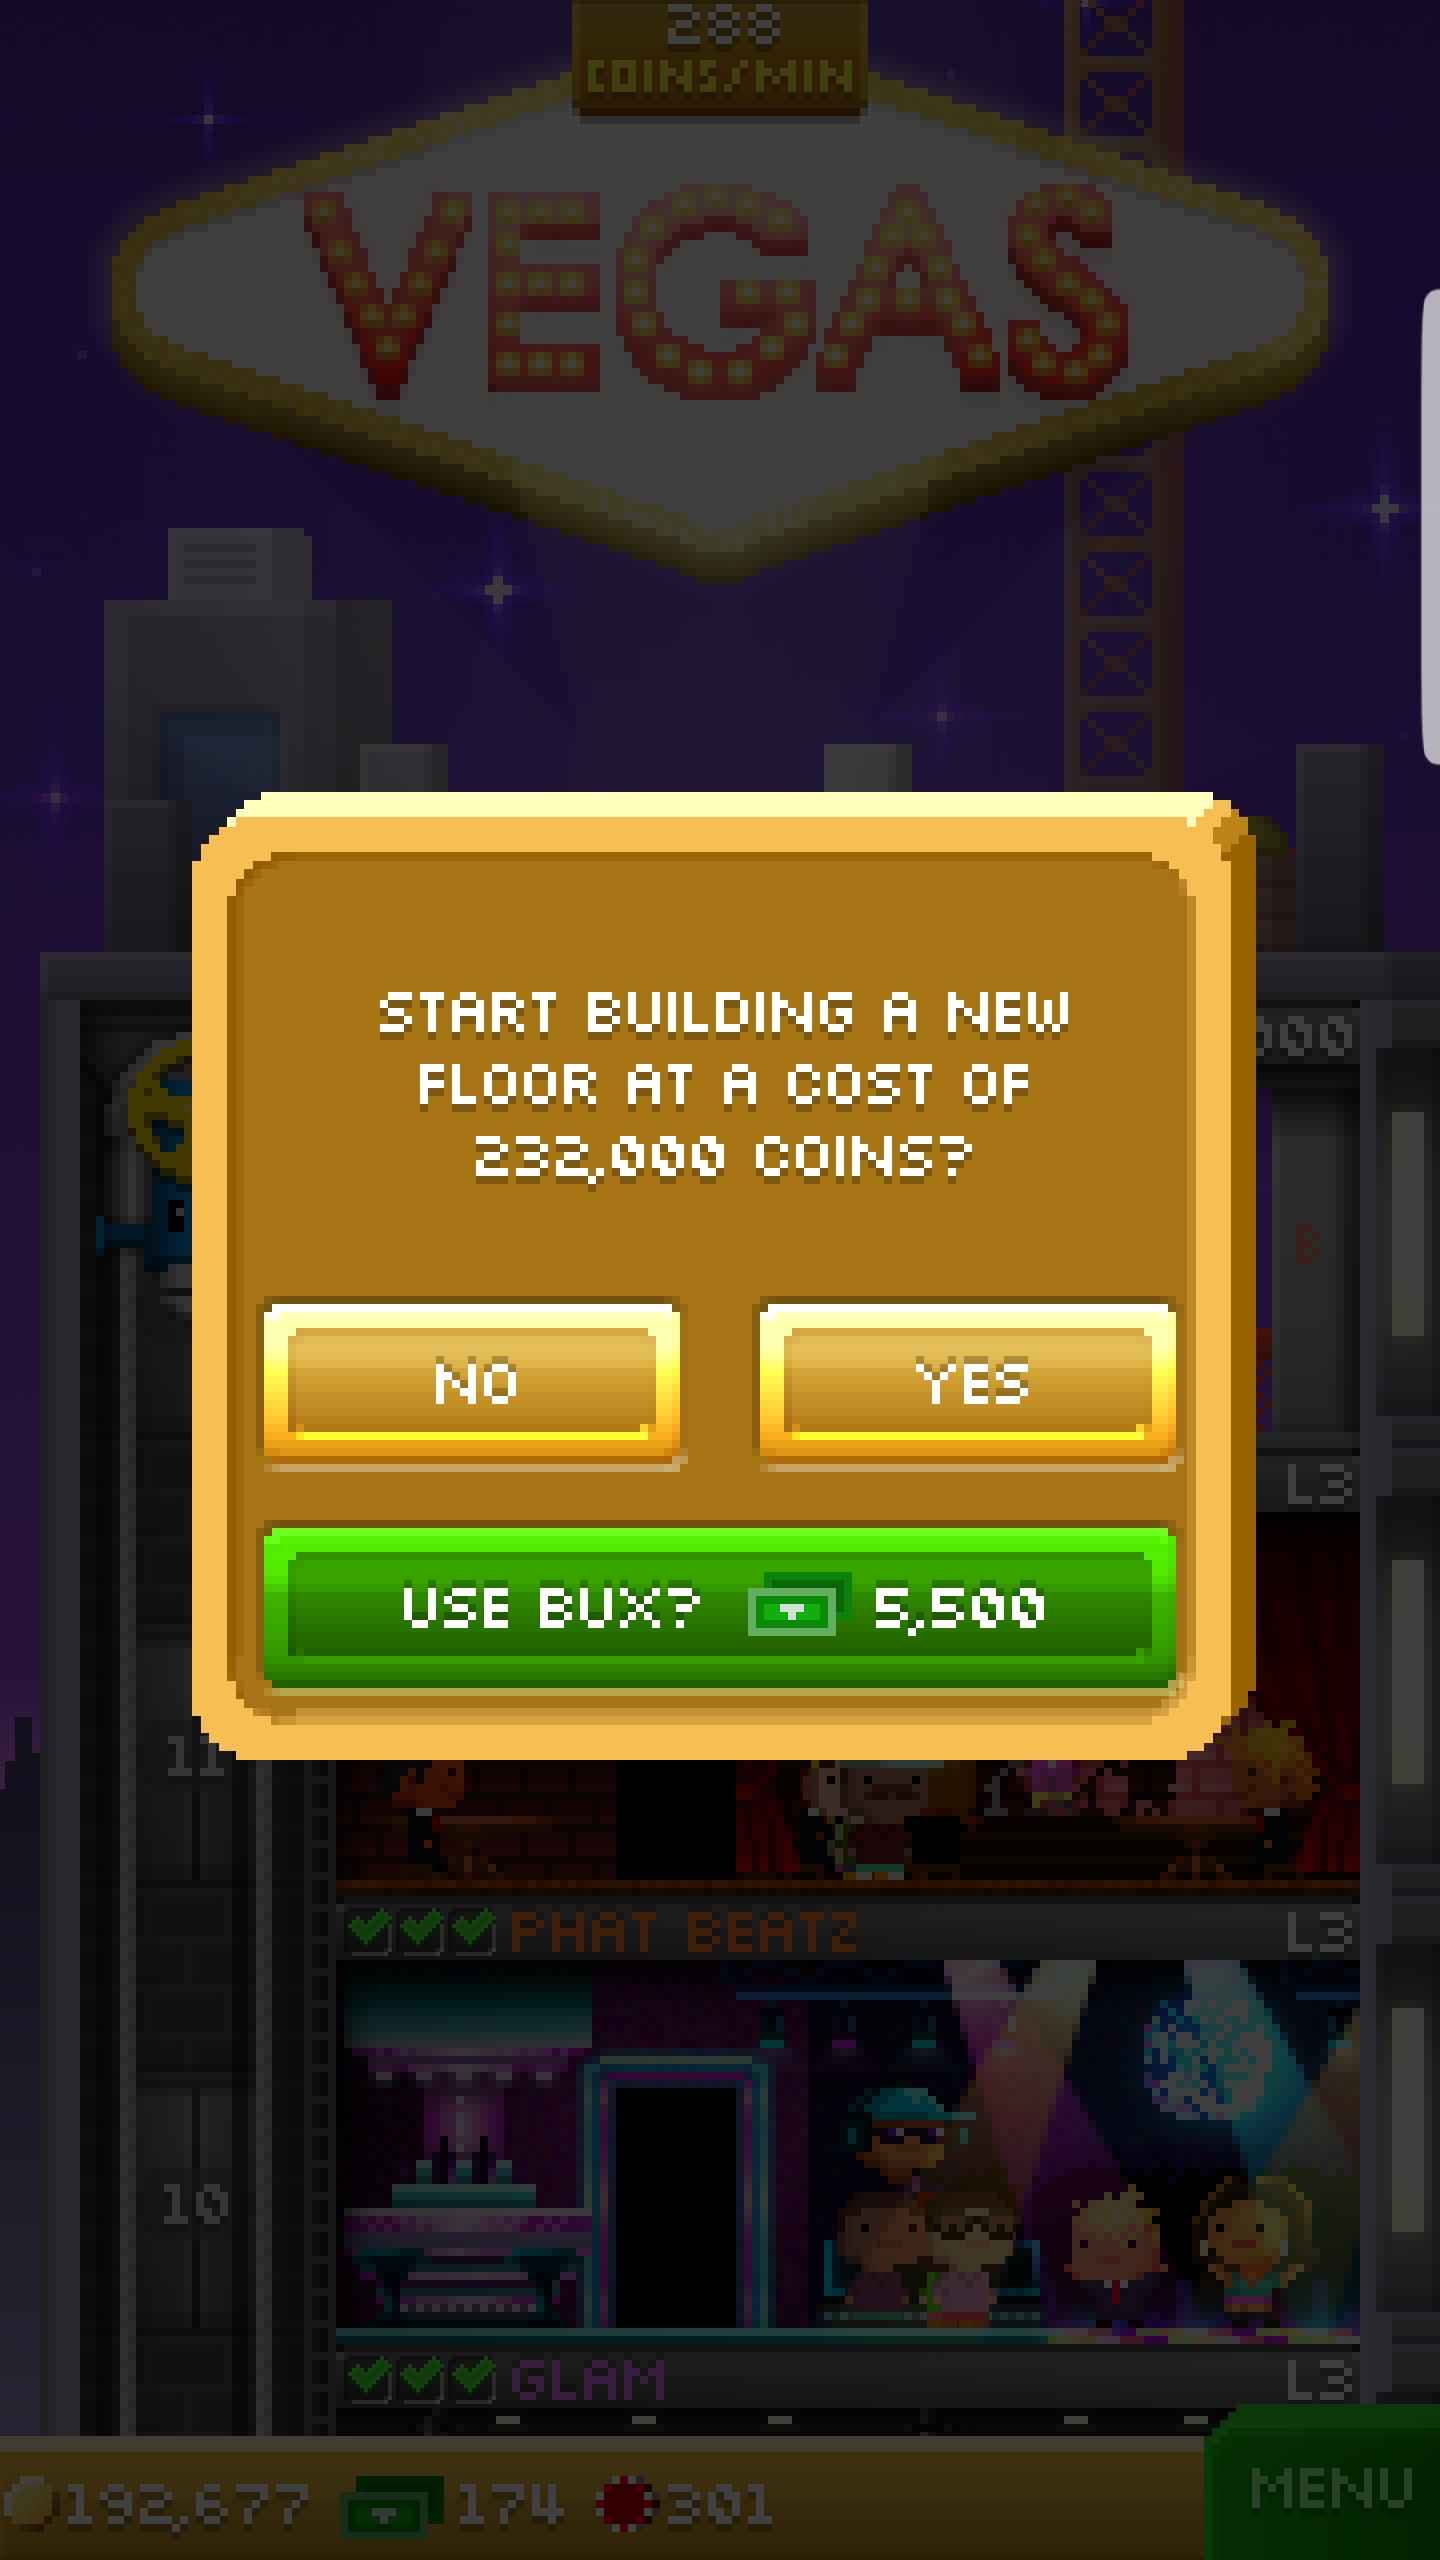 288
COINS/MIN
VEGAS
START BUILDING A NEW
FLOOR AT A COST OF
232,000 COINS?
000
B
NO
YES
L3
USE BUX? 5,500
11
PHAT BEATZ L3
10
GLAM L3
192,677 174 301
MENU